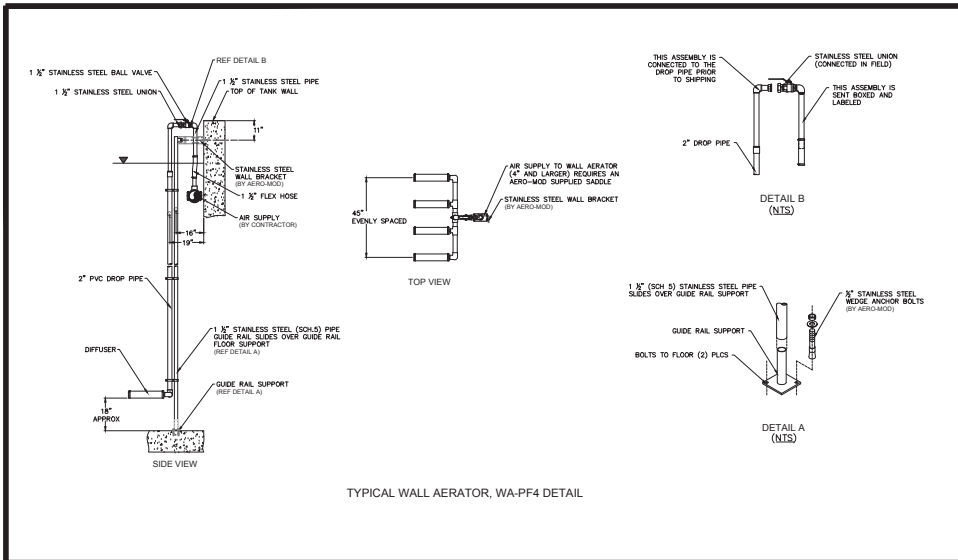 REF DETAIL B
1 ½" STAINLESS STEEL BALL VALVE
1 ½" STAINLESS STEEL UNION
1 ½" STAINLESS STEEL PIPE
TOP OF TANK WALL
11"
STAINLESS STEEL
WALL BRACKET
(BY AERO-MOD)
1 ½" FLEX HOSE
AIR SUPPLY
(BY CONTRACTOR)
16"
19"
2" PVC DROP PIPE
1 ½" STAINLESS STEEL (SCH.5) PIPE
GUIDE RAIL SLIDES OVER GUIDE RAIL
FLOOR SUPPORT
(REF DETAIL A)
DIFFUSER
GUIDE RAIL SUPPORT
(REF DETAIL A)
18"
APPROX
SIDE VIEW
AIR SUPPLY TO WALL AERATOR
(4" AND LARGER) REQUIRES AN
AERO-MOD SUPPLIED SADDLE
STAINLESS STEEL WALL BRACKET
(BY AERO-MOD)
45"
EVENLY SPACED
TOP VIEW
THIS ASSEMBLY IS
CONNECTED TO THE
DROP PIPE PRIOR
TO SHIPPING
STAINLESS STEEL UNION
(CONNECTED IN FIELD)
THIS ASSEMBLY IS
SENT BOXED AND
LABELED
2" DROP PIPE
DETAIL B
(NTS)
1 ½" (SCH 5) STAINLESS STEEL PIPE
SLIDES OVER GUIDE RAIL SUPPORT
½" STAINLESS STEEL
WEDGE ANCHOR BOLTS
(BY AERO-MOD)
GUIDE RAIL SUPPORT
BOLTS TO FLOOR (2) PLCS
DETAIL A
(NTS)
TYPICAL WALL AERATOR, WA-PF4 DETAIL